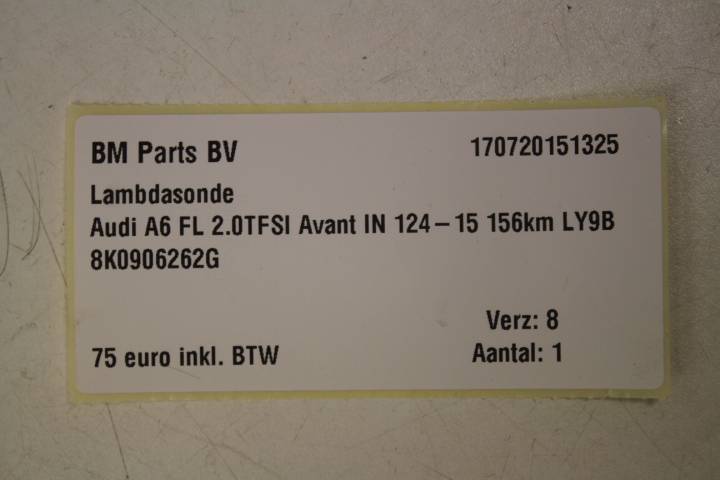 BM Parts BV 170720151325
Lambdasonde
Audi A6 FL 2.0TFSI Avant IN 124-15 156km LY9B
8K0906262G
Verz: 8
75 euro inkl. BTW Aantal: 1